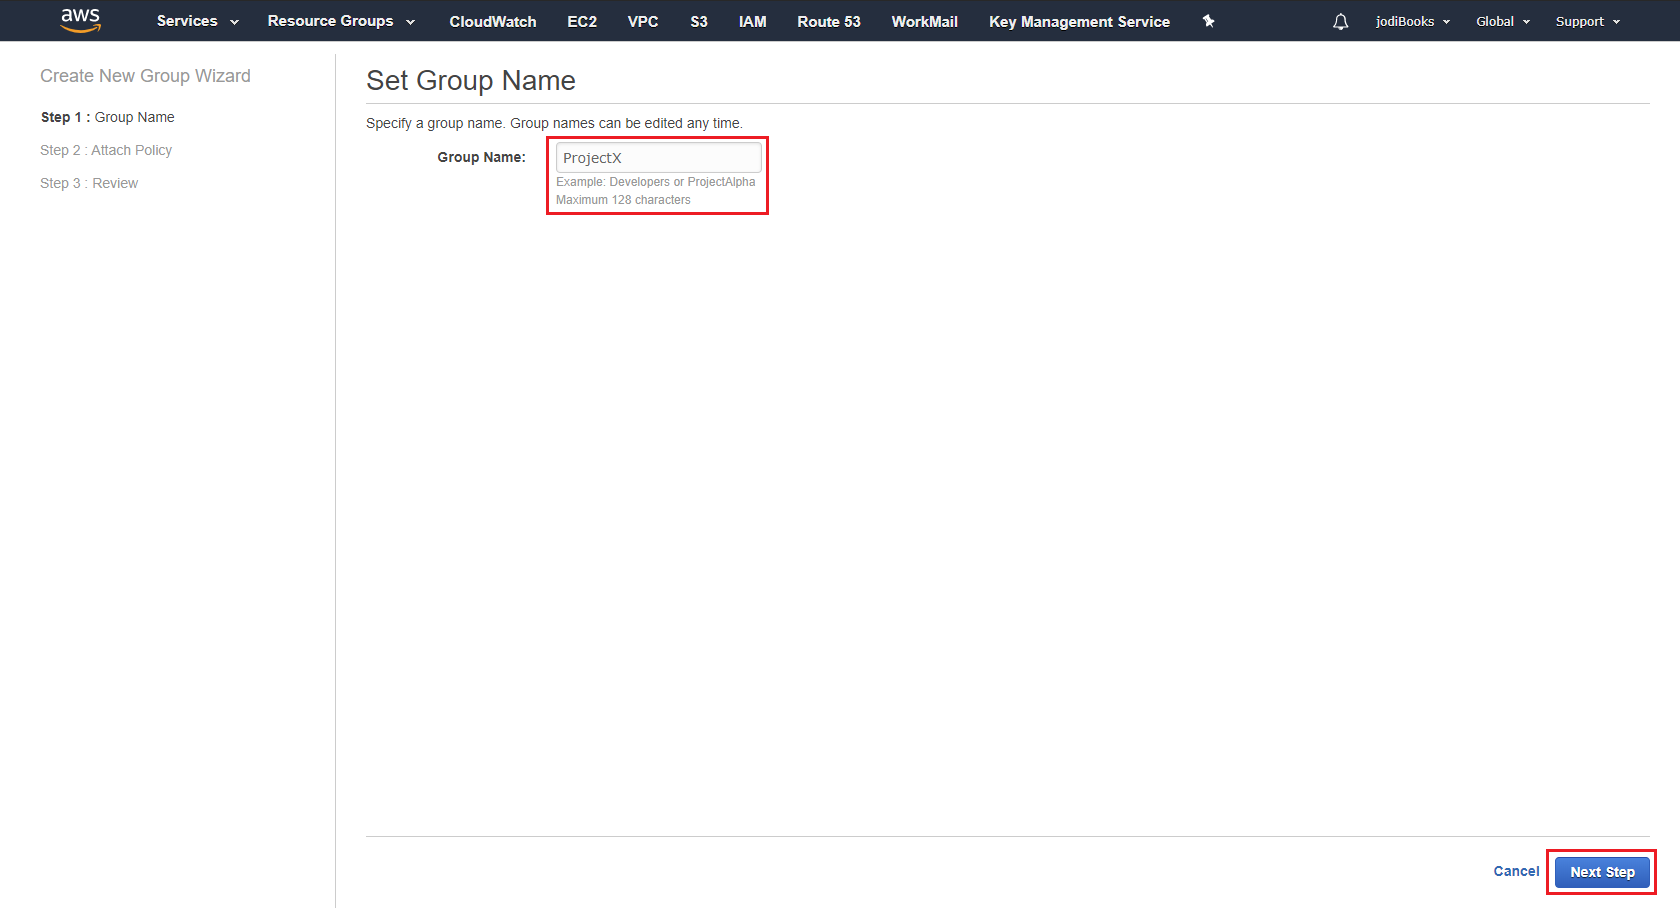 aws Services Resource Groups CloudWatch EC2 VPC S3 IAM Route 53 WorkMail Key Management Service jodiBooks Global Support
Create New Group Wizard
Step 1 : Group Name
Step 2 : Attach Policy
Step 3 : Review
Set Group Name
Specify a group name. Group names can be edited any time.
Group Name: ProjectX
Example: Developers or ProjectAlpha
Maximum 128 characters
Cancel Next Step